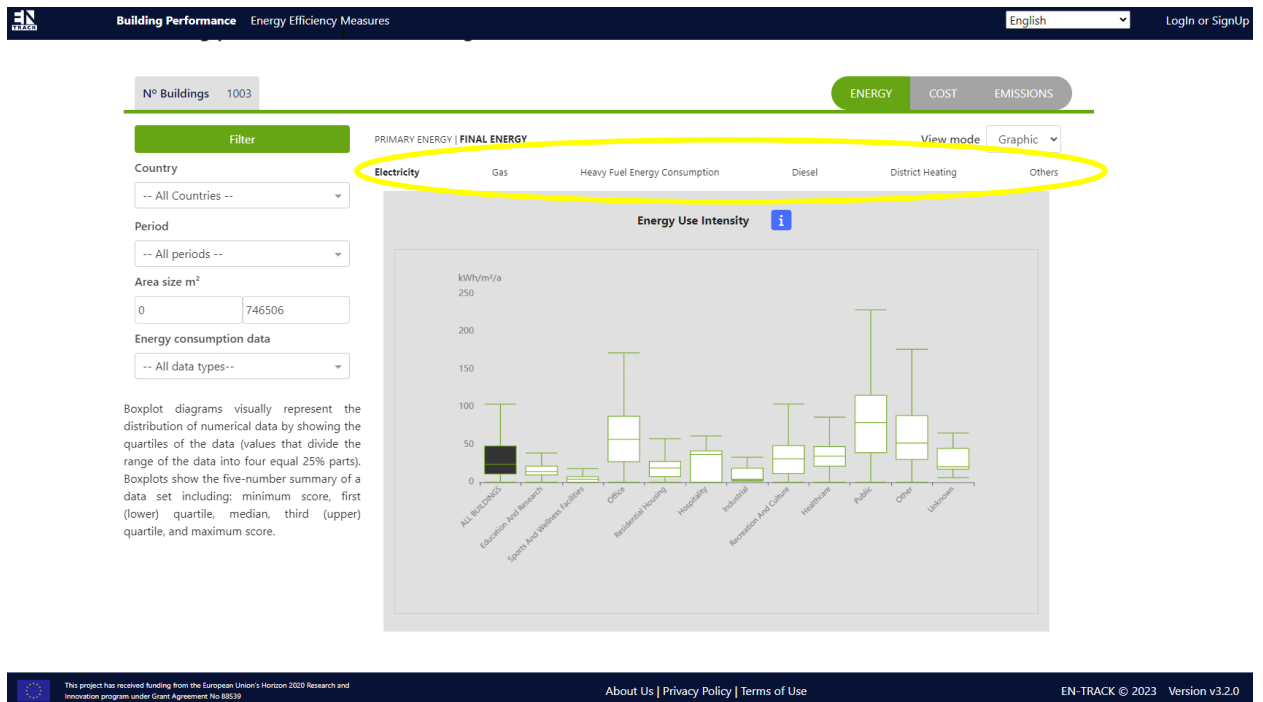 EN
TRACK
Building Performance Energy Efficiency Measures
English
LogIn or SignUp
Nº Buildings 1003
ENERGY COST EMISSIONS
Filter
PRIMARY ENERGY | FINAL ENERGY
View mode Graphic
Country
-- All Countries --
Period
-- All periods --
Area size m²
0 746506
Energy consumption data
-- All data types--
Electricity Gas Heavy Fuel Energy Consumption Diesel District Heating Others
Energy Use Intensity i
kWh/m²/a
250
200
150
100
50
0
ALL BUILDINGS
Education And Research
Sports And Wellness Facilities
Office
Residential Housing
Hospitality
Industrial
Recreation And Culture
Healthcare
Public
Other
Unknown
Boxplot diagrams visually represent the
distribution of numerical data by showing the
quartiles of the data (values that divide the
range of the data into four equal 25% parts).
Boxplots show the five-number summary of a
data set including: minimum score, first
(lower) quartile, median, third (upper)
quartile, and maximum score.
This project has received funding from the European Union's Horizon 2020 Research and
Innovation program under Grant Agreement No 88539
About Us | Privacy Policy | Terms of Use
EN-TRACK © 2023 Version v3.2.0